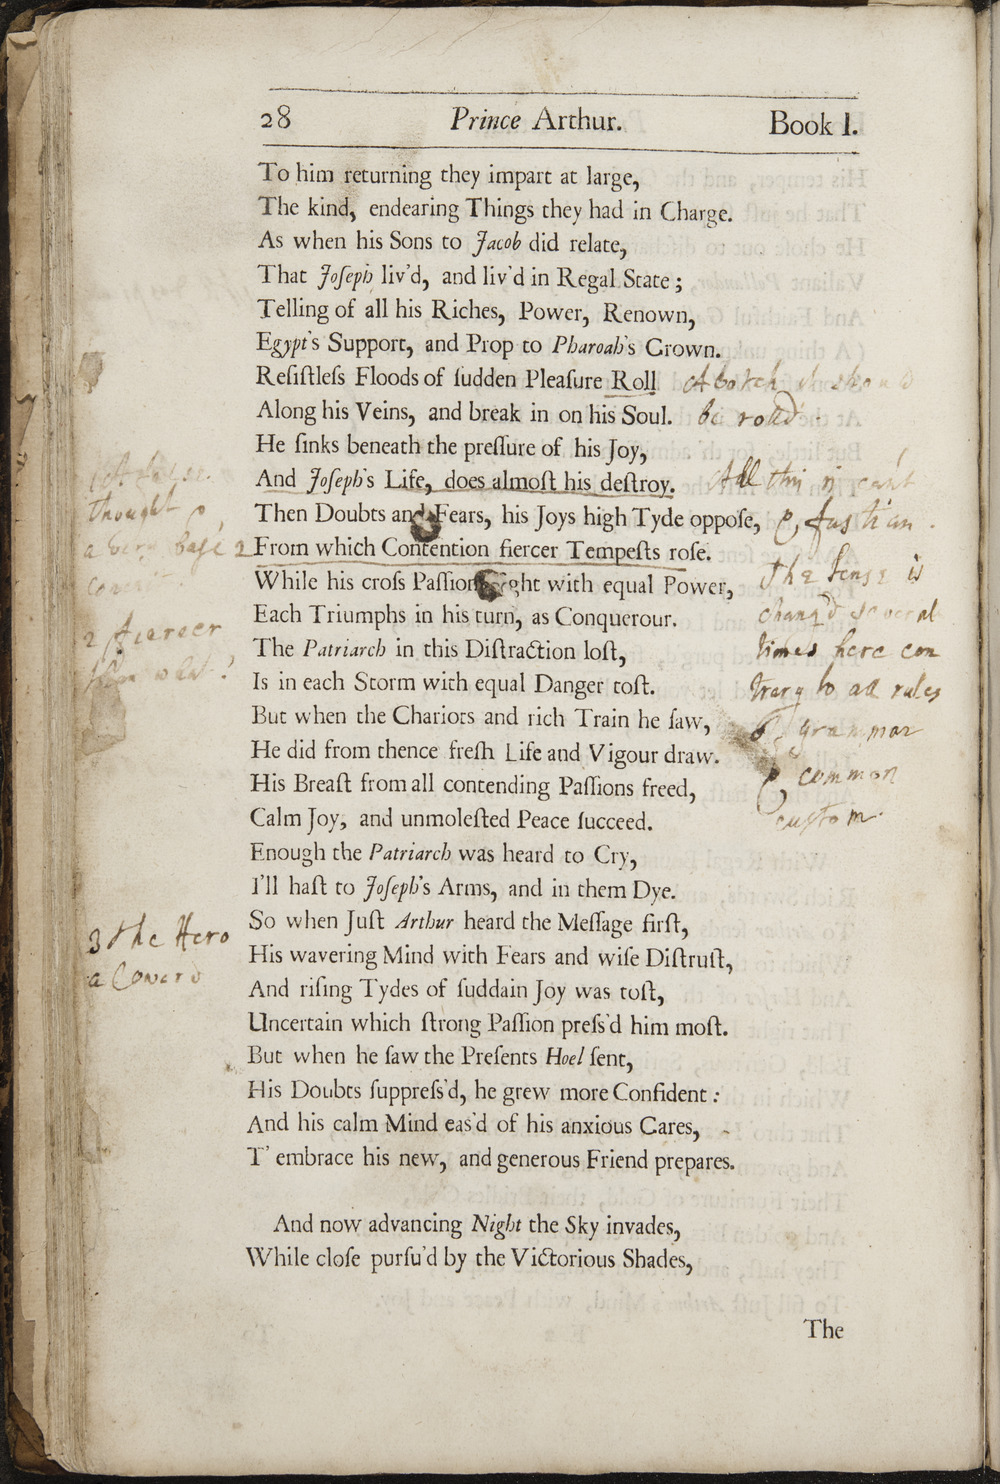 28 Prince Arthur. Book I.
To him returning they impart at large,
The kind, endearing Things they had in Charge.
As when his Sons to Jacob did relate,
That Joſeph liv'd, and liv'd in Regal State ;
Telling of all his Riches, Power, Renown,
Egypt's Support, and Prop to Pharoah's Crown.
Reſiſtleſs Floods of ſudden Pleaſure Roll
A botch it should
Along his Veins, and break in on his Soul.
be rolld.
He ſinks beneath the preſſure of his Joy,
And Joſeph's Life, does almoſt his deſtroy.
All this is cant
1 A false
thought &
a very base
conceit.
Then Doubts and Fears, his Joys high Tyde oppoſe,
& fustian.
2 From which Contention fiercer Tempeſts roſe.
While his croſs Paſſions ght with equal Power,
The sense is
chang'd several
times here con
trary to all rules
of grammar
& common
custom.
2 fiercer
than what?
Each Triumphs in his turn, as Conquerour.
The Patriarch in this Diſtraction loſt,
Is in each Storm with equal Danger toſt.
But when the Chariots and rich Train he ſaw,
He did from thence freſh Life and Vigour draw.
His Breaſt from all contending Paſſions freed,
Calm Joy, and unmoleſted Peace ſucceed.
Enough the Patriarch was heard to Cry,
I'll haſt to Joſeph's Arms, and in them Dye.
So when Juſt Arthur heard the Meſſage firſt,
3 The Hero
a Coward
His wavering Mind with Fears and wiſe Diſtruſt,
And riſing Tydes of ſuddain Joy was toſt,
Uncertain which ſtrong Paſſion preſs'd him moſt.
But when he ſaw the Preſents Hoel ſent,
His Doubts ſuppreſs'd, he grew more Confident :
And his calm Mind eas'd of his anxious Cares,
T' embrace his new, and generous Friend prepares.
And now advancing Night the Sky invades,
While cloſe purſu'd by the Victorious Shades,
The